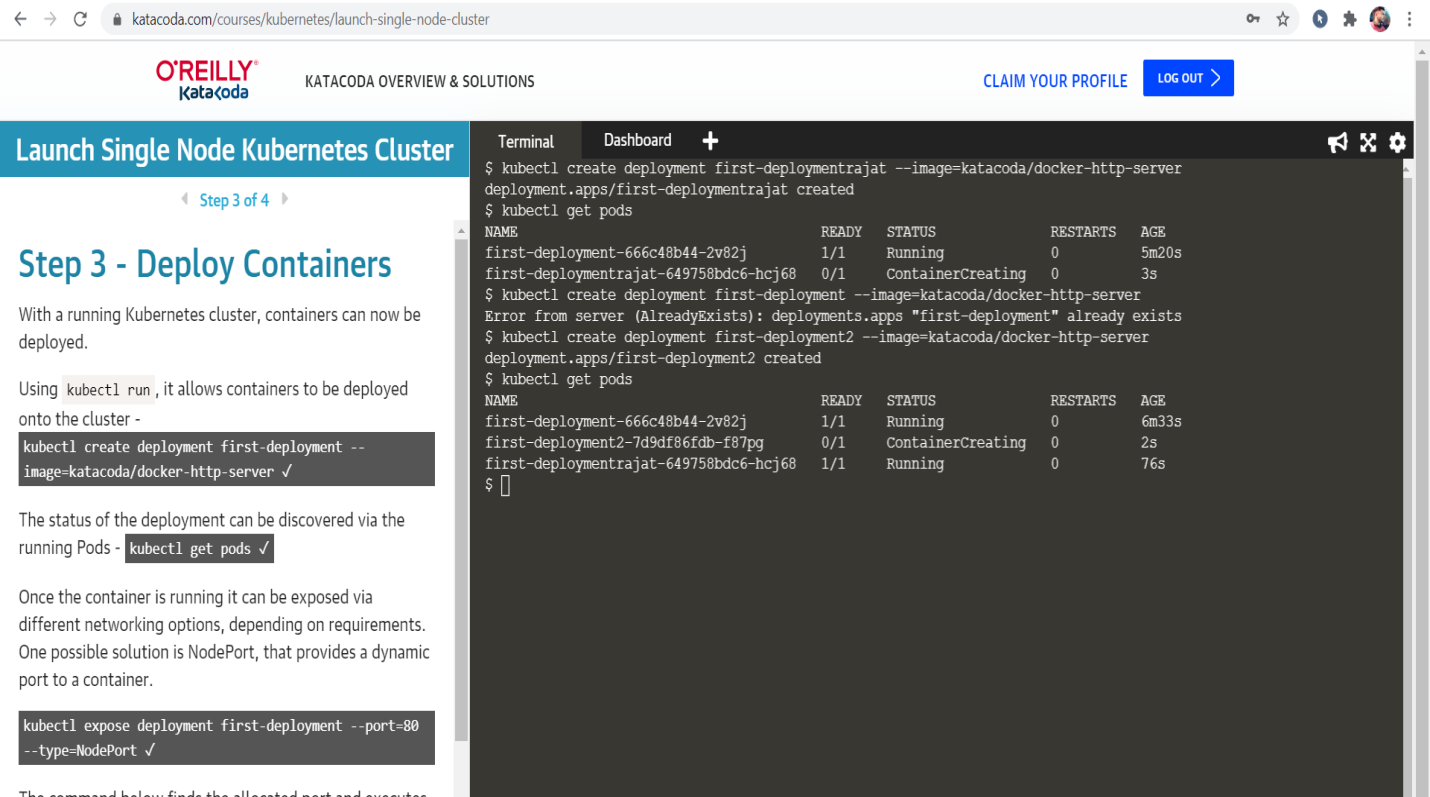 katacoda.com/courses/kubernetes/launch-single-node-cluster
O'REILLY®
Katacoda
KATACODA OVERVIEW & SOLUTIONS
CLAIM YOUR PROFILE
LOG OUT
Launch Single Node Kubernetes Cluster
Step 3 of 4
Step 3 - Deploy Containers
With a running Kubernetes cluster, containers can now be
deployed.
Using kubectl run , it allows containers to be deployed
onto the cluster -
kubectl create deployment first-deployment --
image=katacoda/docker-http-server ✓
The status of the deployment can be discovered via the
running Pods - kubectl get pods ✓
Once the container is running it can be exposed via
different networking options, depending on requirements.
One possible solution is NodePort, that provides a dynamic
port to a container.
kubectl expose deployment first-deployment --port=80
--type=NodePort ✓
The command below finds the allocated port and executes
Terminal Dashboard
$ kubectl create deployment first-deploymentrajat --image=katacoda/docker-http-server
deployment.apps/first-deploymentrajat created
$ kubectl get pods
NAME READY STATUS RESTARTS AGE
first-deployment-666c48b44-2v82j 1/1 Running 0 5m20s
first-deploymentrajat-649758bdc6-hcj68 0/1 ContainerCreating 0 3s
$ kubectl create deployment first-deployment --image=katacoda/docker-http-server
Error from server (AlreadyExists): deployments.apps "first-deployment" already exists
$ kubectl create deployment first-deployment2 --image=katacoda/docker-http-server
deployment.apps/first-deployment2 created
$ kubectl get pods
NAME READY STATUS RESTARTS AGE
first-deployment-666c48b44-2v82j 1/1 Running 0 6m33s
first-deployment2-7d9df86fdb-f87pg 0/1 ContainerCreating 0 2s
first-deploymentrajat-649758bdc6-hcj68 1/1 Running 0 76s
$